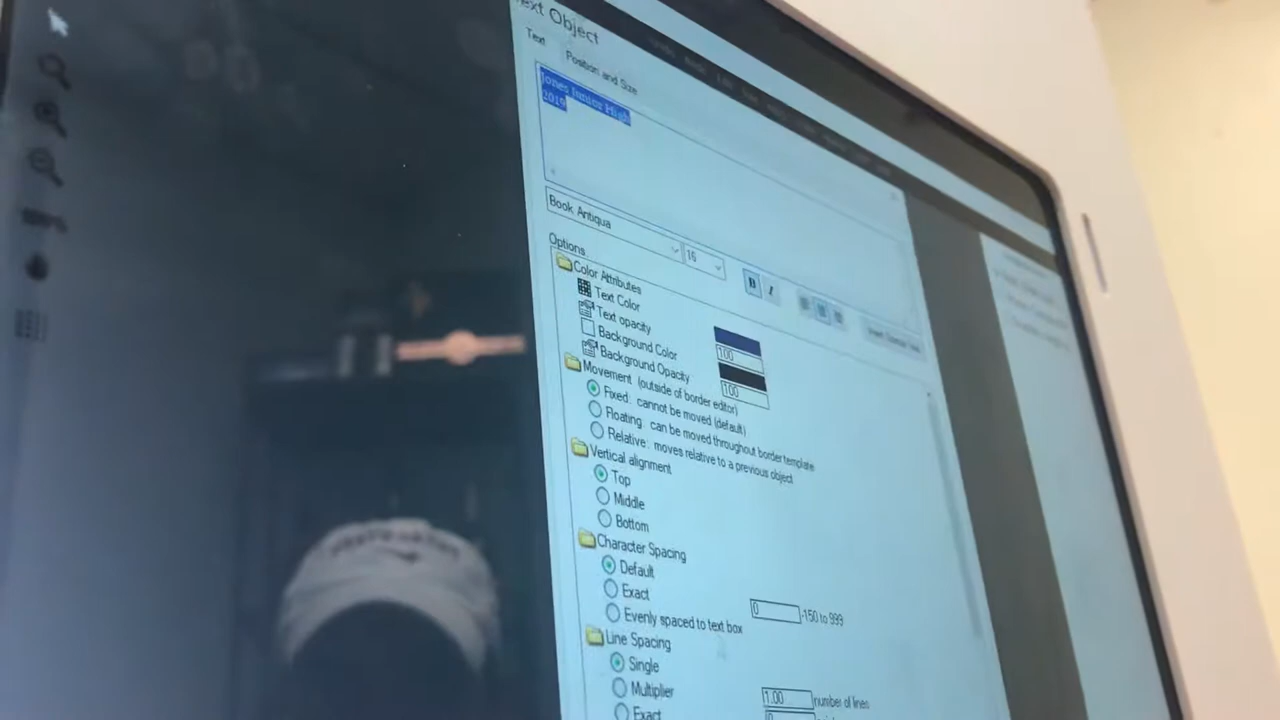 Text Object
Text Position and Size
Jones Junior High
2019
Book Antiqua 16
B I
Options
Color Attributes
Text Color
Text opacity 100
Background Color
Background Opacity 100
Movement (outside of border editor)
Fixed: cannot be moved (default)
Floating: can be moved throughout border template
Relative: moves relative to a previous object
Vertical alignment
Top
Middle
Bottom
Character Spacing
Default
Exact
Evenly spaced to text box 0 -150 to 999
Line Spacing
Single
Multiplier 1.00 number of lines
Exact